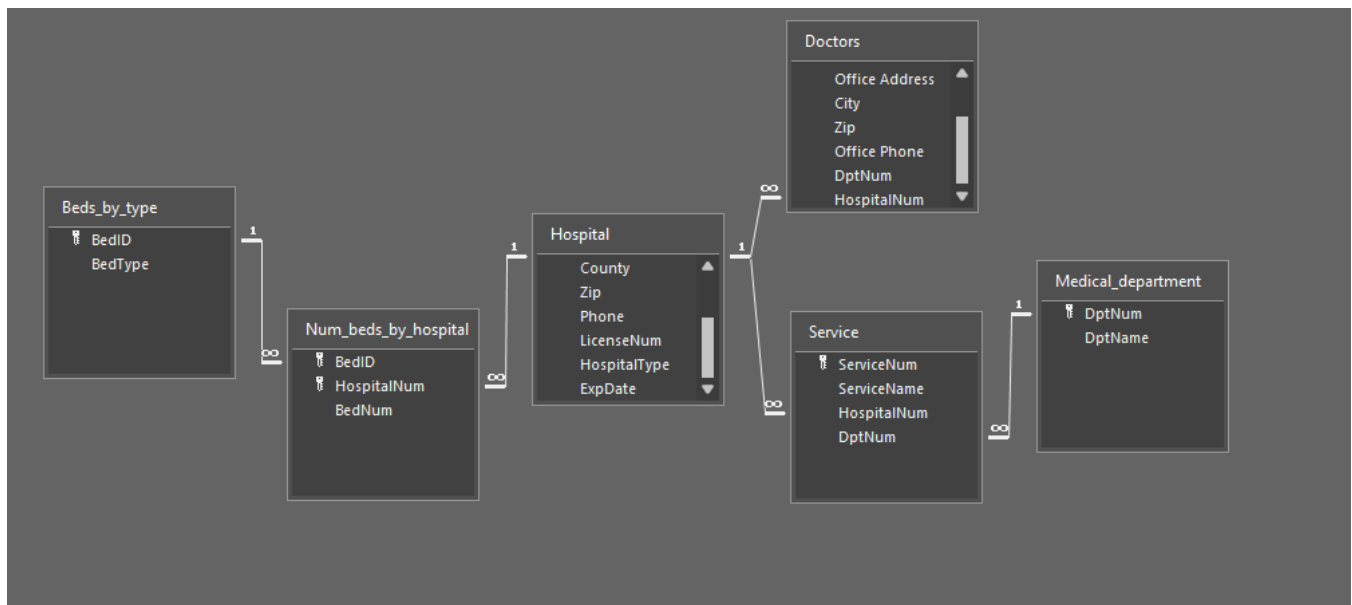 Doctors
Office Address
City
Zip
Office Phone
DptNum
HospitalNum
Beds_by_type
BedID
BedType
1
∞
Num_beds_by_hospital
BedID
HospitalNum
BedNum
∞
1
Hospital
County
Zip
Phone
LicenseNum
HospitalType
ExpDate
1
∞
∞
Service
ServiceNum
ServiceName
HospitalNum
DptNum
∞
1
Medical_department
DptNum
DptName